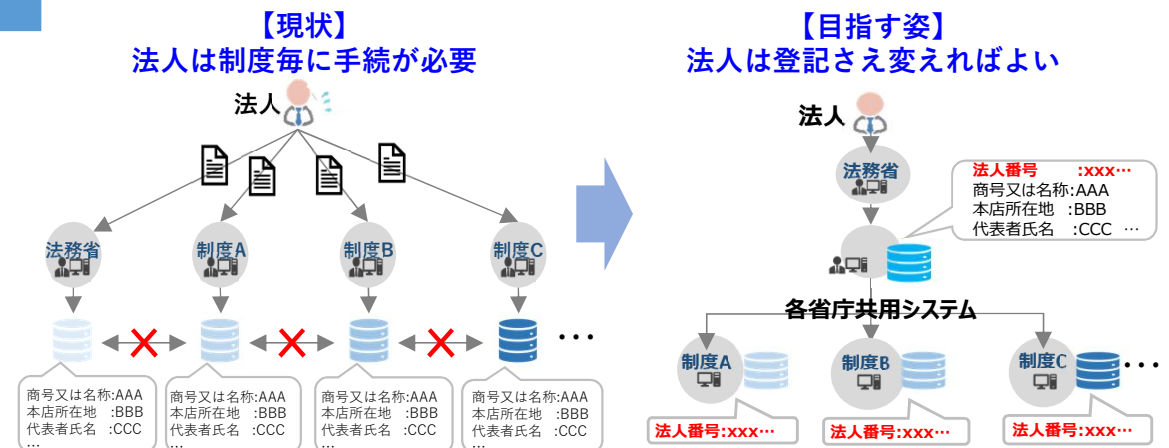 【現状】
法人は制度毎に手続が必要
法人
法務省
制度A
制度B
制度C
・・・
商号又は名称:AAA
本店所在地 :BBB
代表者氏名 :CCC
…
商号又は名称:AAA
本店所在地 :BBB
代表者氏名 :CCC
…
商号又は名称:AAA
本店所在地 :BBB
代表者氏名 :CCC
…
商号又は名称:AAA
本店所在地 :BBB
代表者氏名 :CCC
…
【目指す姿】
法人は登記さえ変えればよい
法人
法務省
法人番号 :xxx…
商号又は名称:AAA
本店所在地 :BBB
代表者氏名 :CCC …
各省庁共用システム
制度A
制度B
制度C
・・・
法人番号:xxx…
法人番号:xxx…
法人番号:xxx…